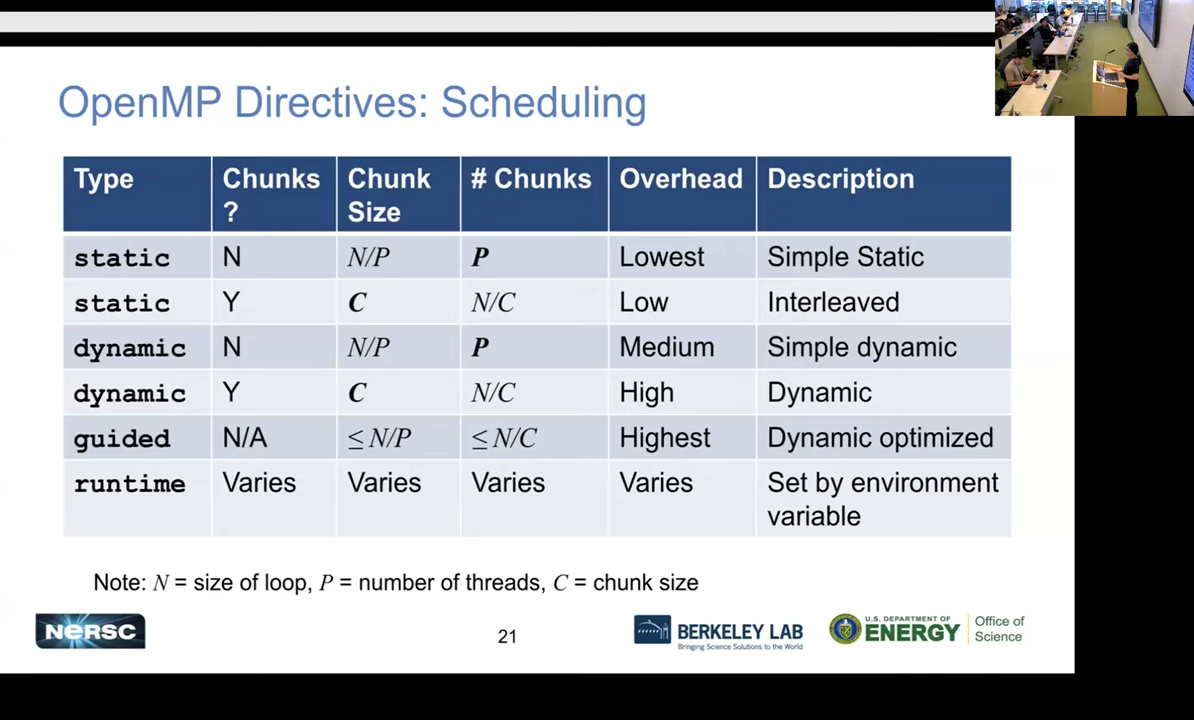 OpenMP Directives: Scheduling
Type Chunks ? Chunk Size # Chunks Overhead Description
static N N/P P Lowest Simple Static
static Y C N/C Low Interleaved
dynamic N N/P P Medium Simple dynamic
dynamic Y C N/C High Dynamic
guided N/A ≤ N/P ≤ N/C Highest Dynamic optimized
runtime Varies Varies Varies Varies Set by environment variable
Note: N = size of loop, P = number of threads, C = chunk size
NERSC
21
BERKELEY LAB
Bringing Science Solutions to the World
U.S. DEPARTMENT OF
ENERGY
Office of
Science